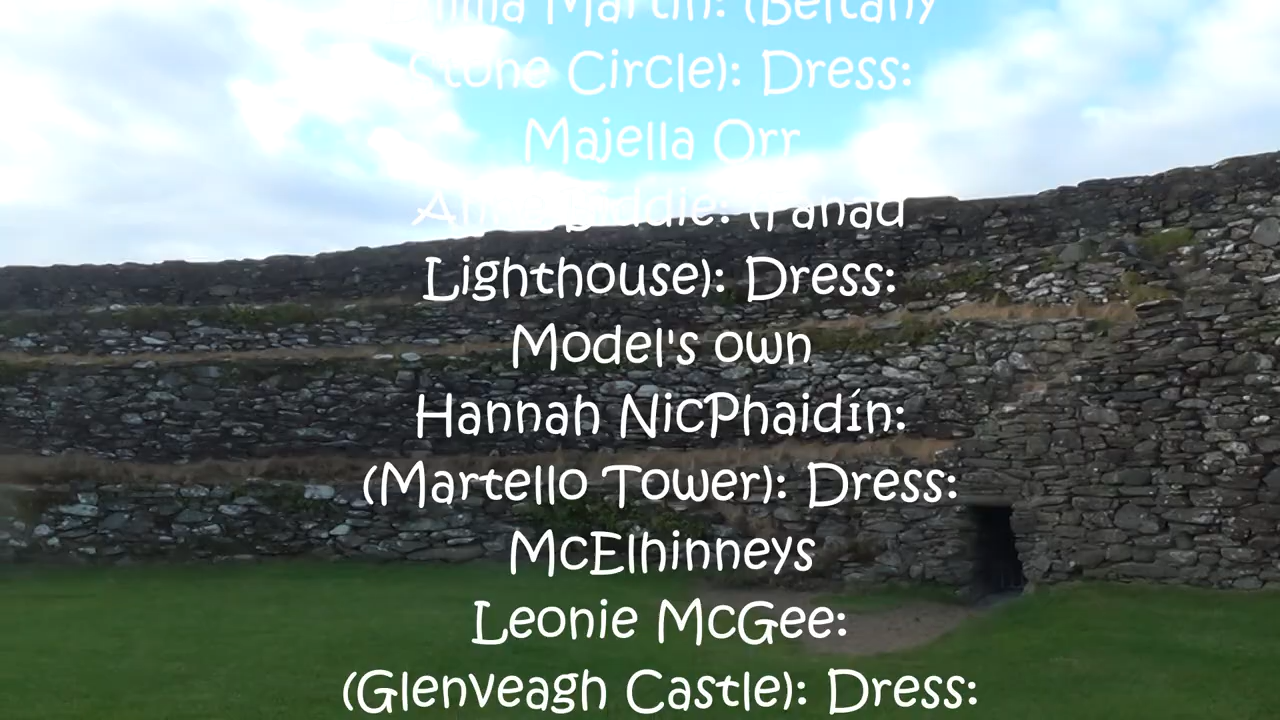 Martin: (Beltany
Stone Circle): Dress:
Majella Orr
(Fanad
Lighthouse): Dress:
Model's own
Hannah NicPhaidín:
(Martello Tower): Dress:
McElhinneys
Leonie McGee:
(Glenveagh Castle): Dress: